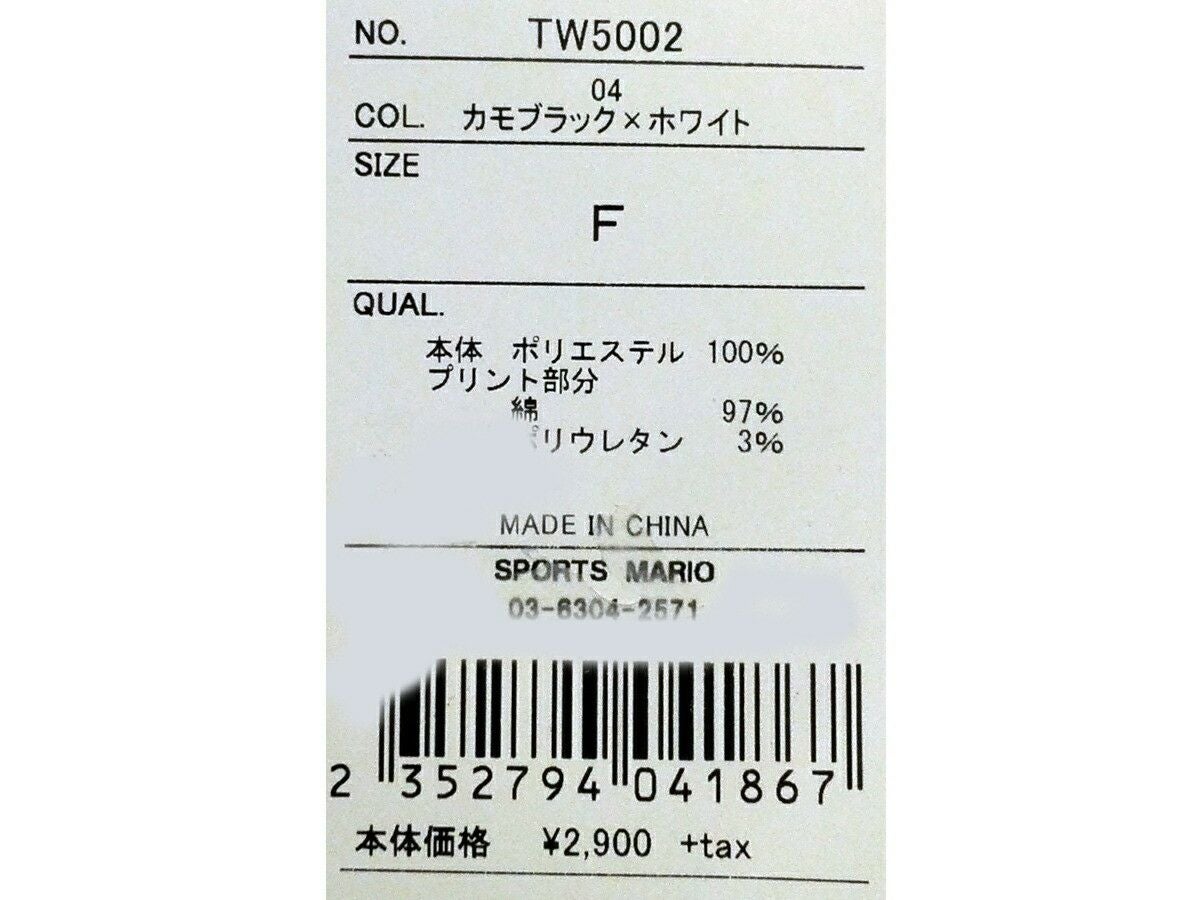 NO. TW5002
04
COL. カモブラック×ホワイト
SIZE
F
QUAL.
本体 ポリエステル 100%
プリント部分
綿 97%
ポリウレタン 3%
MADE IN CHINA
SPORTS MARIO
03-6304-2571
2 352794 041867
本体価格 ¥2,900 +tax